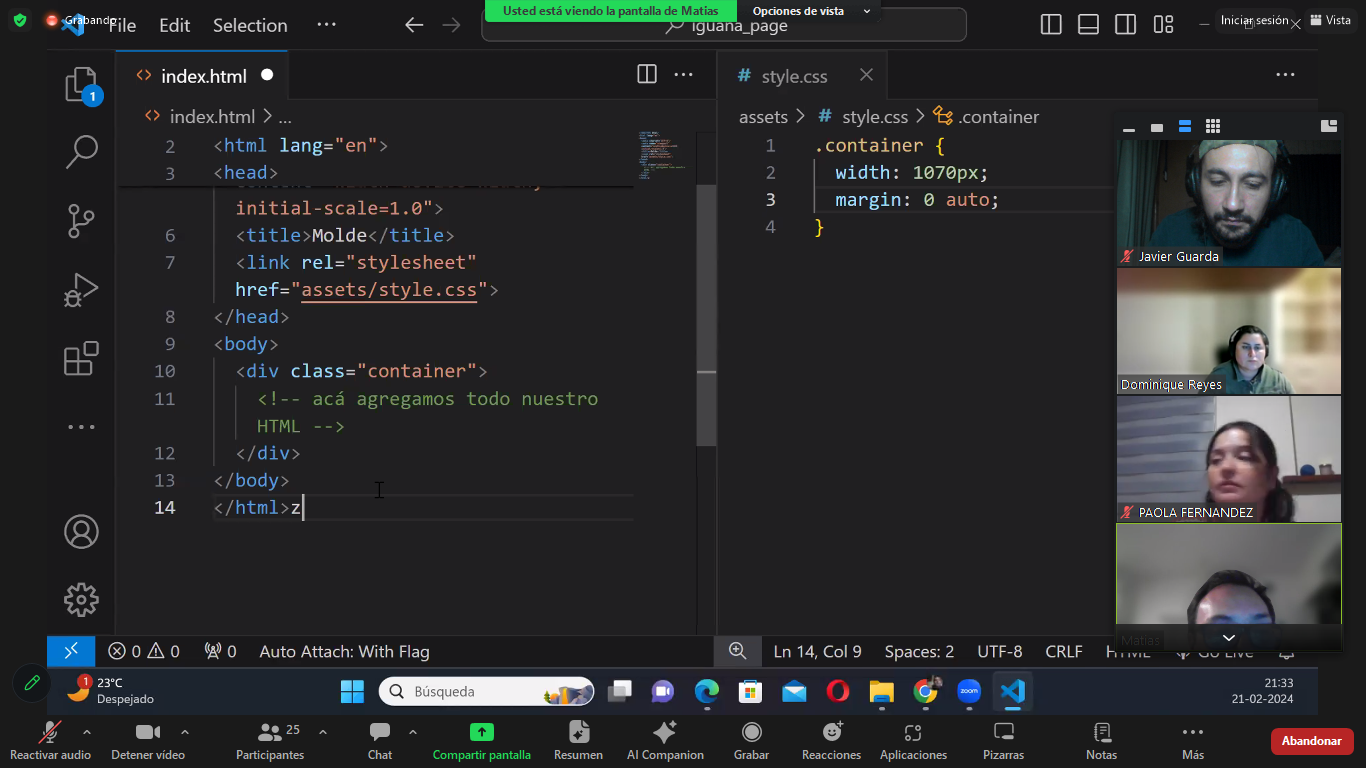 Grabando
Usted está viendo la pantalla de Matias
Opciones de vista
File Edit Selection ···
iguana_page
Iniciar sesión
Vista
index.html
# style.css
1
<> index.html > ...
assets > # style.css > .container
2 <html lang="en">
3 <head>
initial-scale=1.0">
6 <title>Molde</title>
7 <link rel="stylesheet"
href="assets/style.css">
8 </head>
9 <body>
10 <div class="container">
11 <!-- acá agregamos todo nuestro
HTML -->
12 </div>
13 </body>
14 </html>z
1 .container {
2 width: 1070px;
3 margin: 0 auto;
4 }
Javier Guarda
Dominique Reyes
PAOLA FERNANDEZ
Matias
0 0 0 Auto Attach: With Flag
Ln 14, Col 9 Spaces: 2 UTF-8 CRLF HTML Go Live
1
23°C
Despejado
Búsqueda
zoom
21:33
21-02-2024
Reactivar audio
Detener vídeo
25
Participantes
Chat
Compartir pantalla
Resumen
AI Companion
Grabar
Reacciones
Aplicaciones
Pizarras
Notas
Más
Abandonar